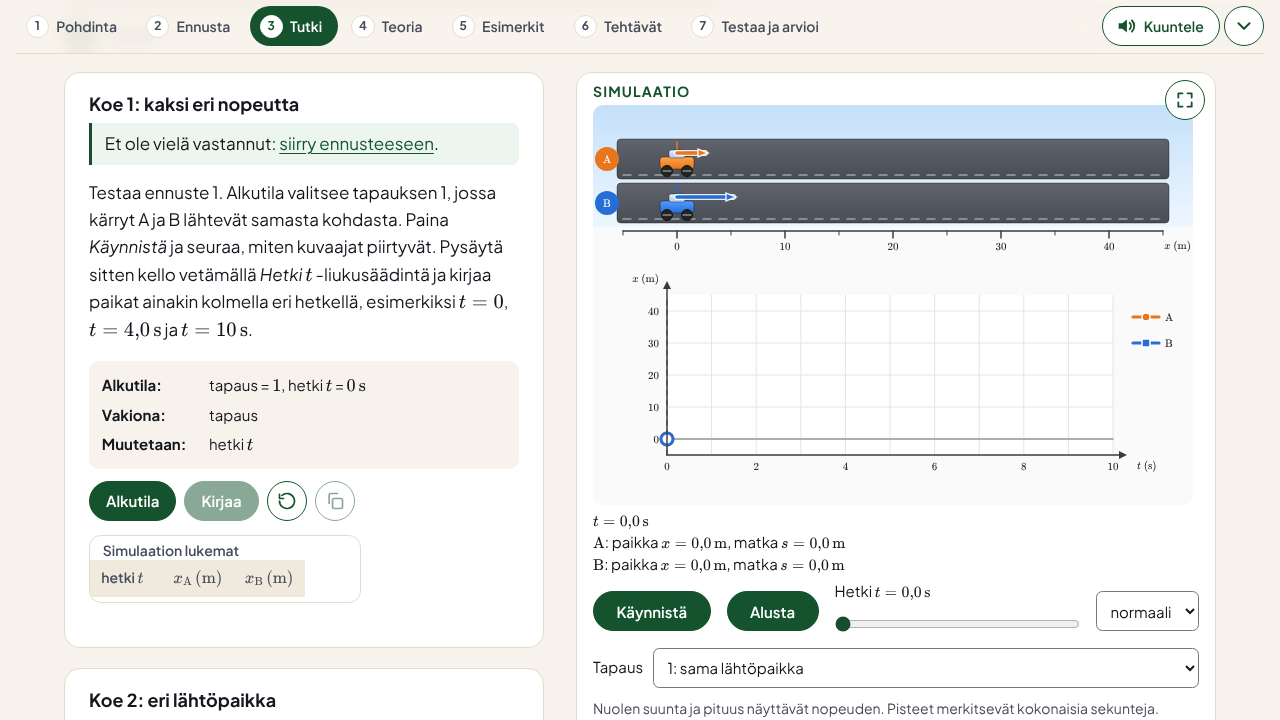 1 Pohdinta 2 Ennusta 3 Tutki 4 Teoria 5 Esimerkit 6 Tehtävät 7 Testaa ja arvioi Kuuntele
Koe 1: kaksi eri nopeutta
Et ole vielä vastannut: siirry ennusteeseen.
Testaa ennuste 1. Alkutila valitsee tapauksen 1, jossa
kärryt A ja B lähtevät samasta kohdasta. Paina
Käynnistä ja seuraa, miten kuvaajat piirtyvät. Pysäytä
sitten kello vetämällä Hetki t -liukusäädintä ja kirjaa
paikat ainakin kolmella eri hetkellä, esimerkiksi t = 0,
t = 4,0 s ja t = 10 s.
Alkutila: tapaus = 1, hetki t = 0 s
Vakiona: tapaus
Muutetaan: hetki t
Alkutila Kirjaa
Simulaation lukemat
hetki t xA (m) xB (m)
Koe 2: eri lähtöpaikka
SIMULAATIO
A
B
0 10 20 30 40 x (m)
x (m)
40
30
20
10
0
0 2 4 6 8 10 t (s)
A
B
t = 0,0 s
A: paikka x = 0,0 m, matka s = 0,0 m
B: paikka x = 0,0 m, matka s = 0,0 m
Hetki t = 0,0 s
Käynnistä Alusta normaali
Tapaus 1: sama lähtöpaikka
Nuolen suunta ja pituus näyttävät nopeuden. Pisteet merkitsevät kokonaisia sekunteja.